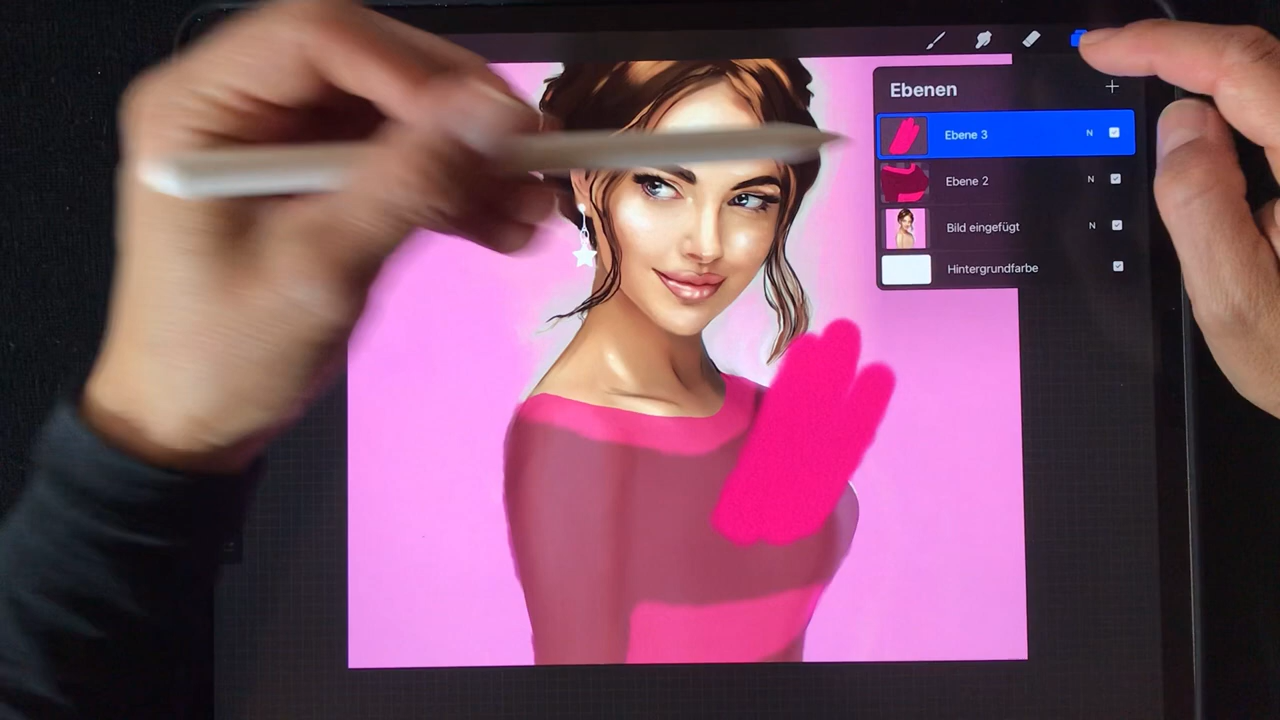 Ebenen
Ebene 3 N
Ebene 2 N
Bild eingefügt N
Hintergrundfarbe